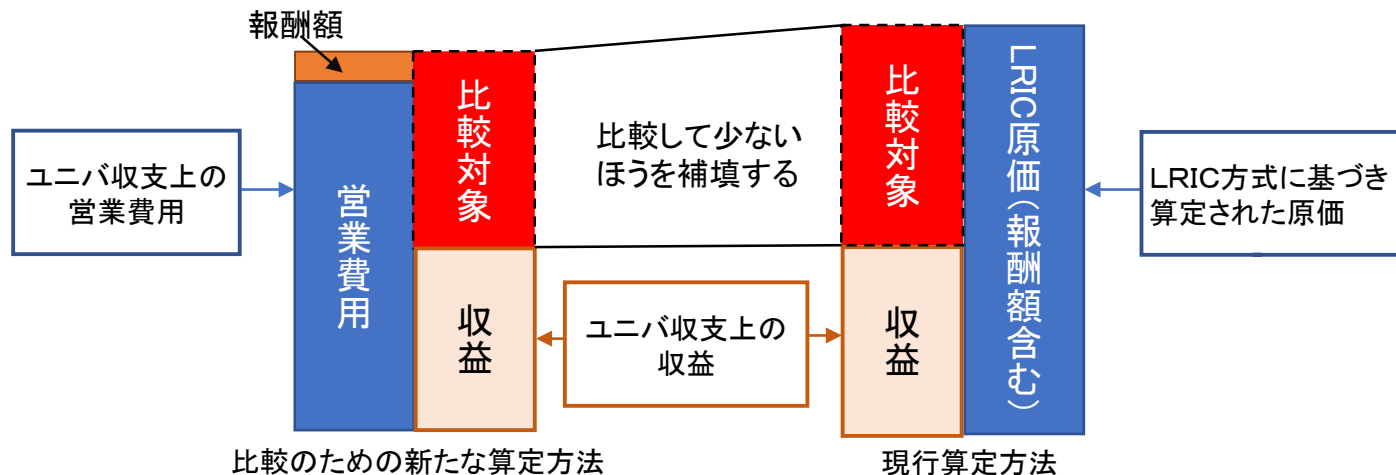 報酬額
ユニバ収支上の
営業費用
営業費用
比較対象
収益
比較して少ない
ほうを補填する
ユニバ収支上の
収益
比較対象
収益
LRIC原価(報酬額含む)
LRIC方式に基づき
算定された原価
比較のための新たな算定方法
現行算定方法